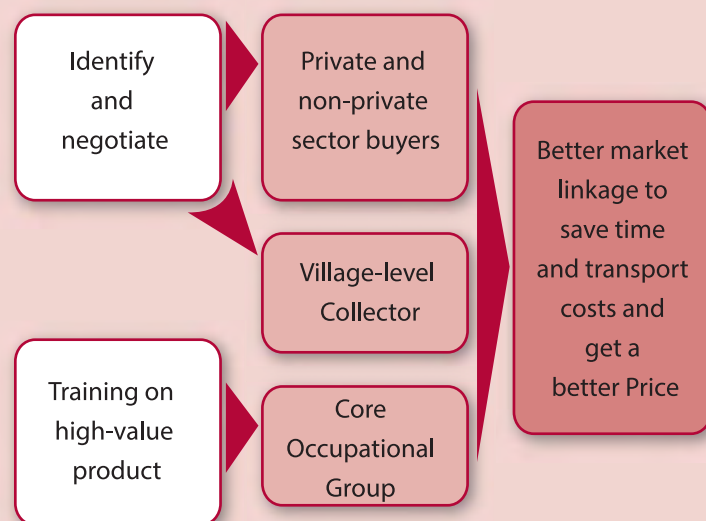 Identify
and
negotiate
Private and
non-private
sector buyers
Village-level
Collector
Training on
high-value
product
Core
Occupational
Group
Better market
linkage to
save time
and transport
costs and
get a
better Price